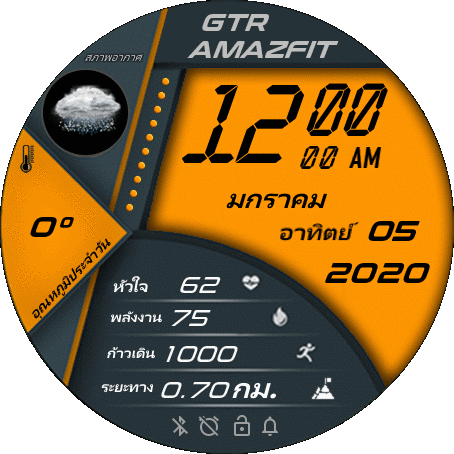 GTR
AMAZFIT
สภาพอากาศ
12 00
00 AM
มกราคม
อาทิตย์ 05
2020
0°
อุณหภูมิประจำวัน
หัวใจ 62
พลังงาน 75
ก้าวเดิน 1000
ระยะทาง 0.70 กม.